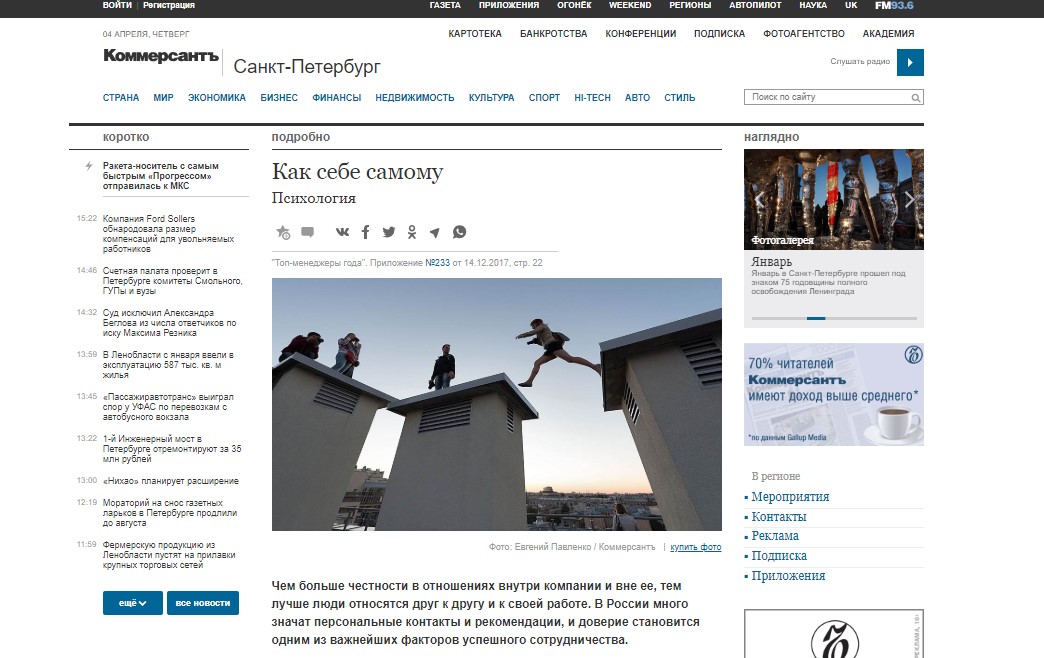 ВОЙТИ | Регистрация
ГАЗЕТА ПРИЛОЖЕНИЯ ОГОНЁК WEEKEND РЕГИОНЫ АВТОПИЛОТ НАУКА UK FM93.6
04 АПРЕЛЯ, ЧЕТВЕРГ
КАРТОТЕКА БАНКРОТСТВА КОНФЕРЕНЦИИ ПОДПИСКА ФОТОАГЕНТСТВО АКАДЕМИЯ
Коммерсантъ Санкт-Петербург
Слушать радио
СТРАНА МИР ЭКОНОМИКА БИЗНЕС ФИНАНСЫ НЕДВИЖИМОСТЬ КУЛЬТУРА СПОРТ HI-TECH АВТО СТИЛЬ
Поиск по сайту
коротко
Ракета-носитель с самым
быстрым «Прогрессом»
отправилась к МКС
15:22 Компания Ford Sollers
обнародовала размер
компенсаций для увольняемых
работников
14:46 Счетная палата проверит в
Петербурге комитеты Смольного,
ГУПы и вузы
14:32 Суд исключил Александра
Беглова из числа ответчиков по
иску Максима Резника
13:59 В Ленобласти с января ввели в
эксплуатацию 587 тыс. кв. м
жилья
13:45 «Пассажиравтотранс» выиграл
спор у УФАС по перевозкам с
автобусного вокзала
13:22 1-й Инженерный мост в
Петербурге отремонтируют за 35
млн рублей
13:00 «Нихао» планирует расширение
12:19 Мораторий на снос газетных
ларьков в Петербурге продлили
до августа
11:59 Фермерскую продукцию из
Ленобласти пустят на прилавки
крупных торговых сетей
ещё
все новости
подробно
Как себе самому
Психология
"Топ-менеджеры года". Приложение №233 от 14.12.2017, стр. 22
Фото: Евгений Павленко / Коммерсантъ | купить фото
Чем больше честности в отношениях внутри компании и вне ее, тем
лучше люди относятся друг к другу и к своей работе. В России много
значат персональные контакты и рекомендации, и доверие становится
одним из важнейших факторов успешного сотрудничества.
наглядно
Фотогалерея
Январь
Январь в Санкт-Петербурге прошел под
знаком 75 годовщины полного
освобождения Ленинграда
70% читателей
Коммерсантъ
имеют доход выше среднего*
*по данным Gallup Media
В регионе
Мероприятия
Контакты
Реклама
Подписка
Приложения